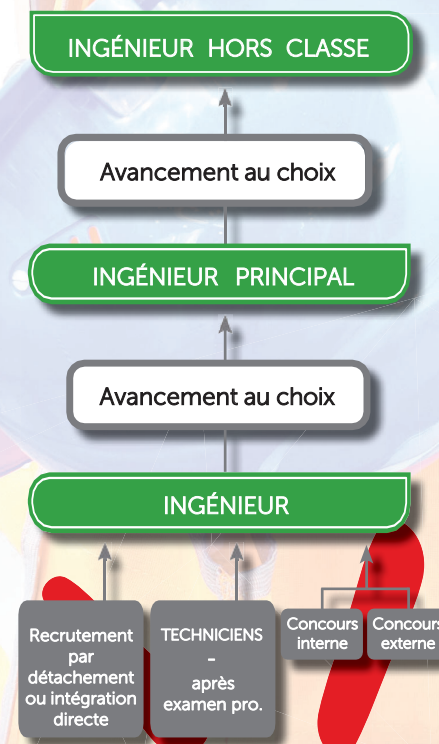 INGÉNIEUR HORS CLASSE
Avancement au choix
INGÉNIEUR PRINCIPAL
Avancement au choix
INGÉNIEUR
Recrutement
par
détachement
ou intégration
directe
TECHNICIENS
–
après
examen pro.
Concours
interne
Concours
externe